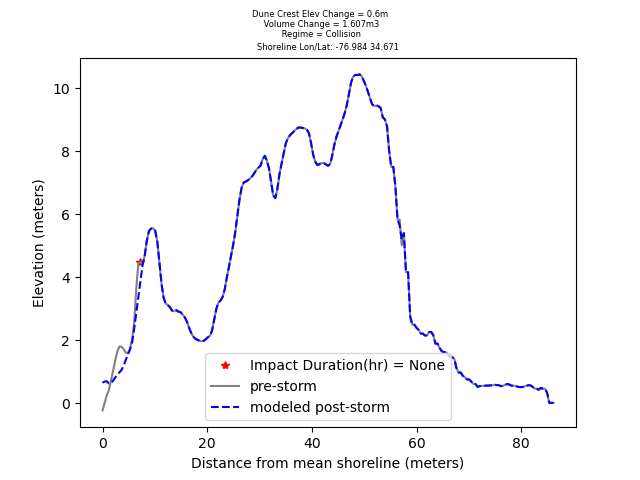 Dune Crest Elev Change = 0.6m
Volume Change = 1.607m3
Regime = Collision
Shoreline Lon/Lat: -76.984 34.671
10
8
6
4
2
0
Elevation (meters)
Impact Duration(hr) = None
pre-storm
modeled post-storm
0 20 40 60 80
Distance from mean shoreline (meters)